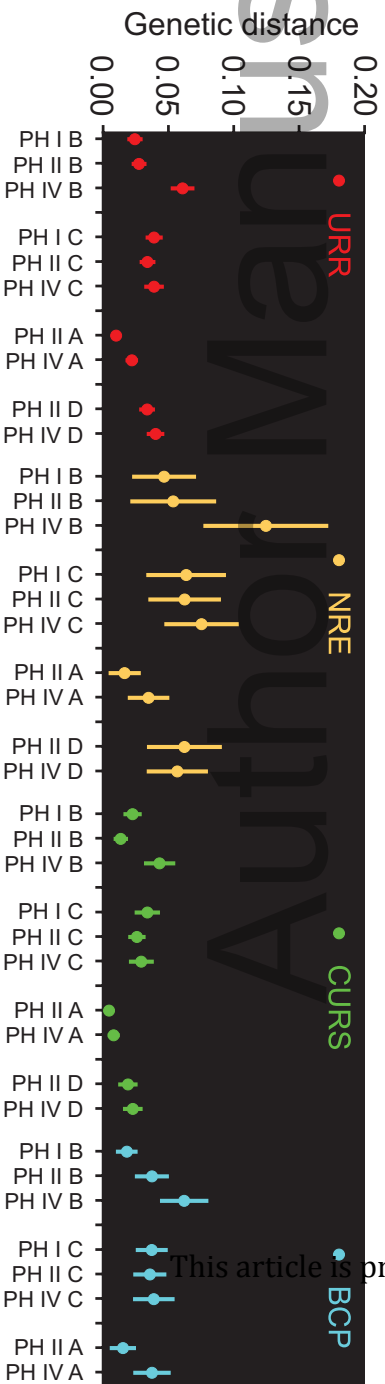 Genetic distance
0.00
0.05
0.10
0.15
0.20
PH I B
PH II B
PH IV B
URR
PH I C
PH II C
PH IV C
PH II A
PH IV A
PH II D
PH IV D
PH I B
PH II B
PH IV B
NRE
PH I C
PH II C
PH IV C
PH II A
PH IV A
PH II D
PH IV D
PH I B
PH II B
PH IV B
CURS
PH I C
PH II C
PH IV C
PH II A
PH IV A
PH II D
PH IV D
PH I B
PH II B
PH IV B
BCP
PH I C
PH II C
PH IV C
PH II A
PH IV A
This article is pr
Author Manus